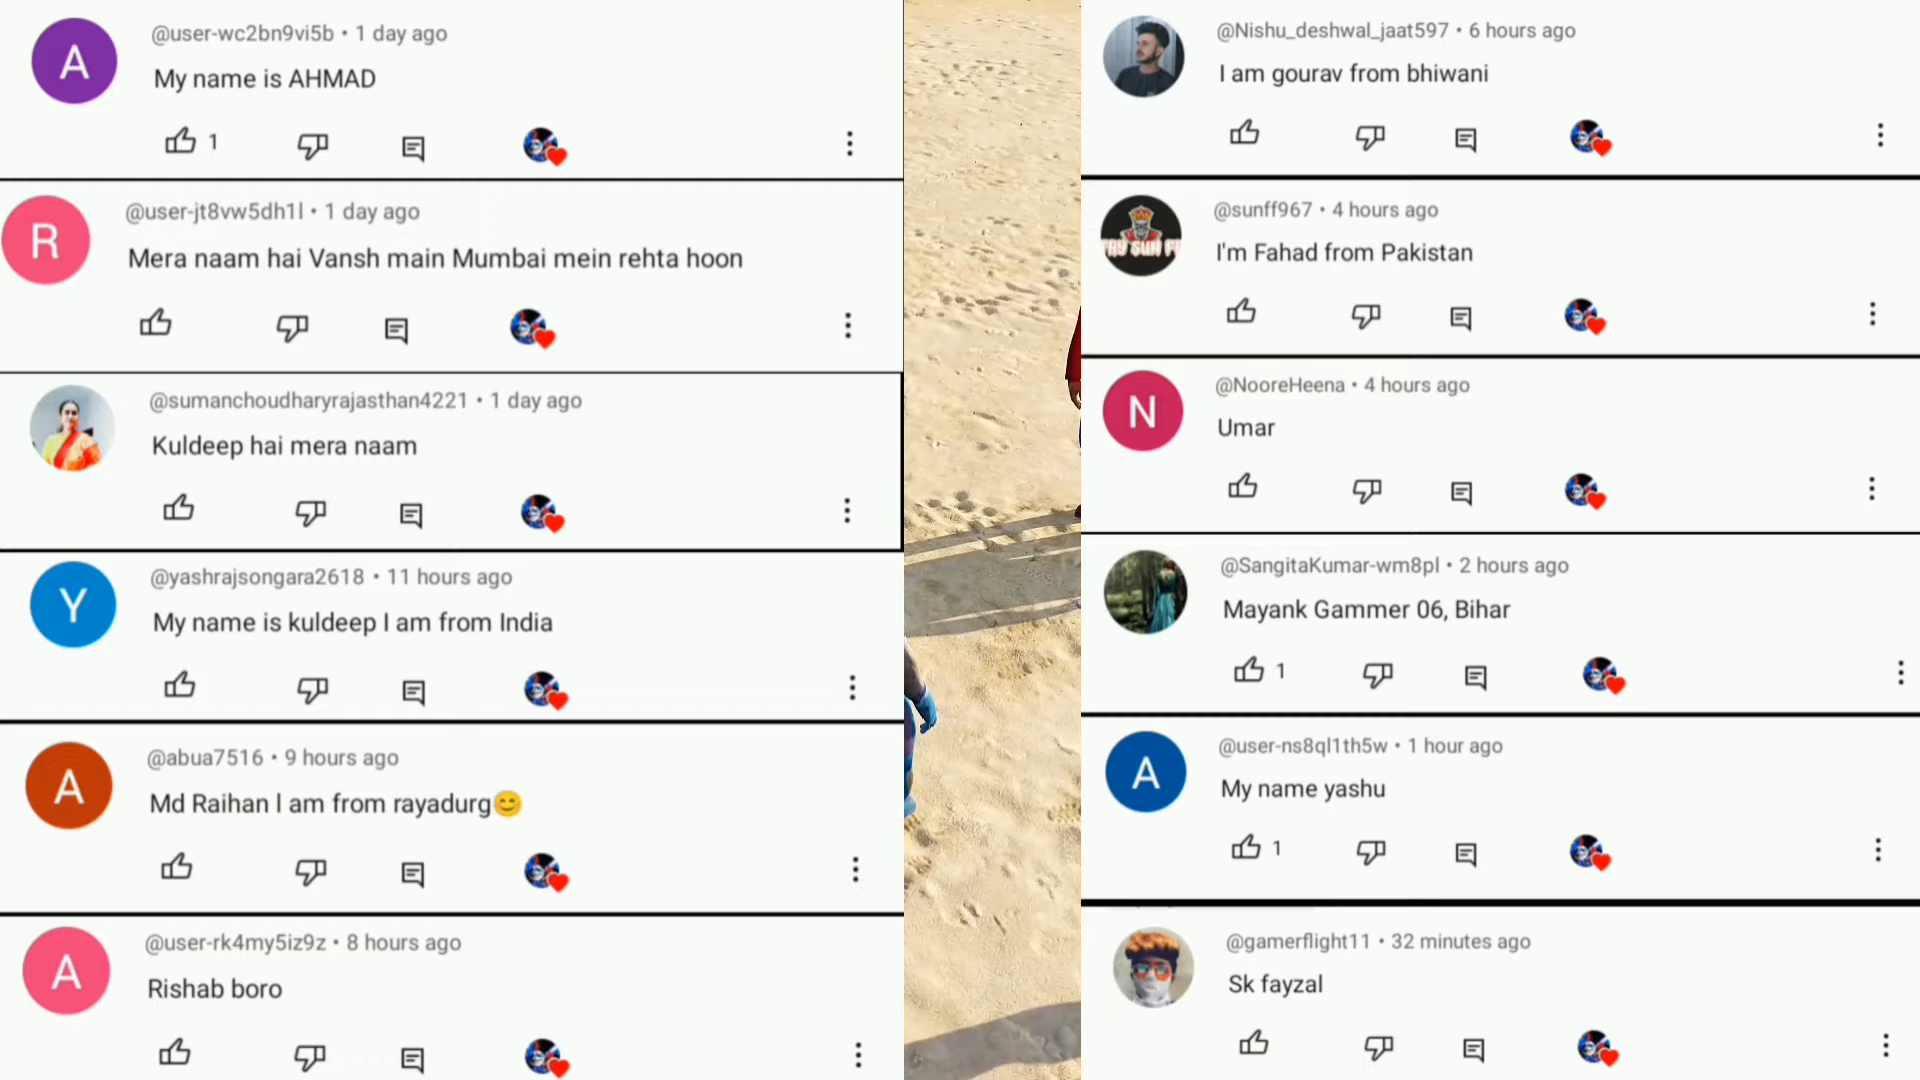 A
@user-wc2bn9vi5b • 1 day ago
My name is AHMAD
1
R
@user-jt8vw5dh1l • 1 day ago
Mera naam hai Vansh main Mumbai mein rehta hoon
@sumanchoudharyrajasthan4221 • 1 day ago
Kuldeep hai mera naam
Y
@yashrajsongara2618 • 11 hours ago
My name is kuldeep I am from India
A
@abua7516 • 9 hours ago
Md Raihan I am from rayadurg😊
A
@user-rk4my5iz9z • 8 hours ago
Rishab boro
@Nishu_deshwal_jaat597 • 6 hours ago
I am gourav from bhiwani
@sunff967 • 4 hours ago
SUN
I'm Fahad from Pakistan
N
@NooreHeena • 4 hours ago
Umar
@SangitaKumar-wm8pl • 2 hours ago
Mayank Gammer 06, Bihar
1
A
@user-ns8ql1th5w • 1 hour ago
My name yashu
1
@gamerflight11 • 32 minutes ago
Sk fayzal